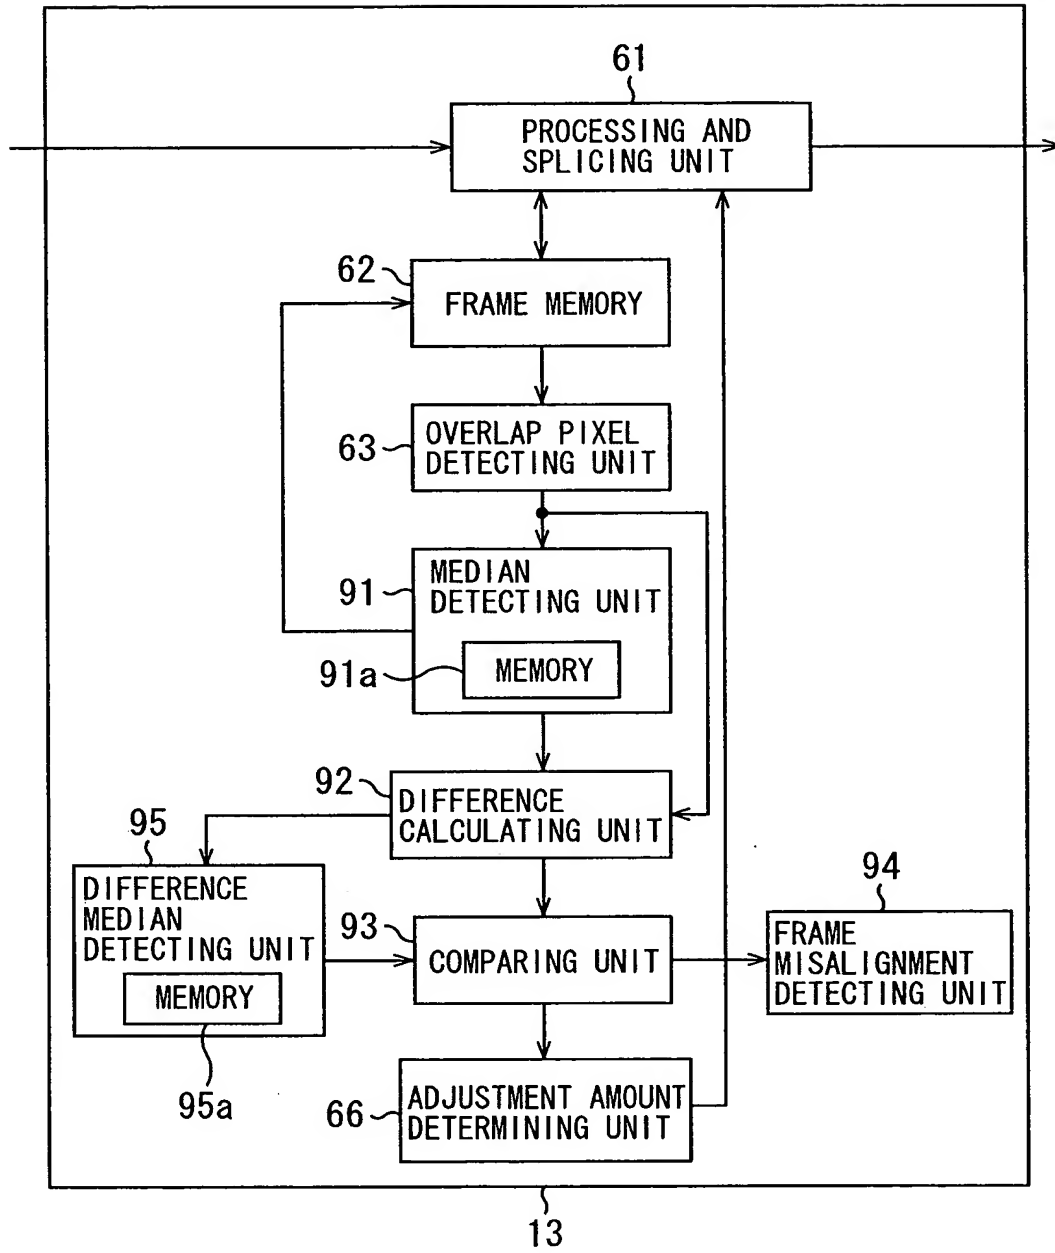 61
PROCESSING AND
SPLICING UNIT
62
FRAME MEMORY
63
OVERLAP PIXEL
DETECTING UNIT
91
MEDIAN
DETECTING UNIT
91a
MEMORY
92
DIFFERENCE
CALCULATING UNIT
95
DIFFERENCE
MEDIAN
DETECTING UNIT
MEMORY
95a
93
COMPARING UNIT
94
FRAME
MISALIGNMENT
DETECTING UNIT
66
ADJUSTMENT AMOUNT
DETERMINING UNIT
13